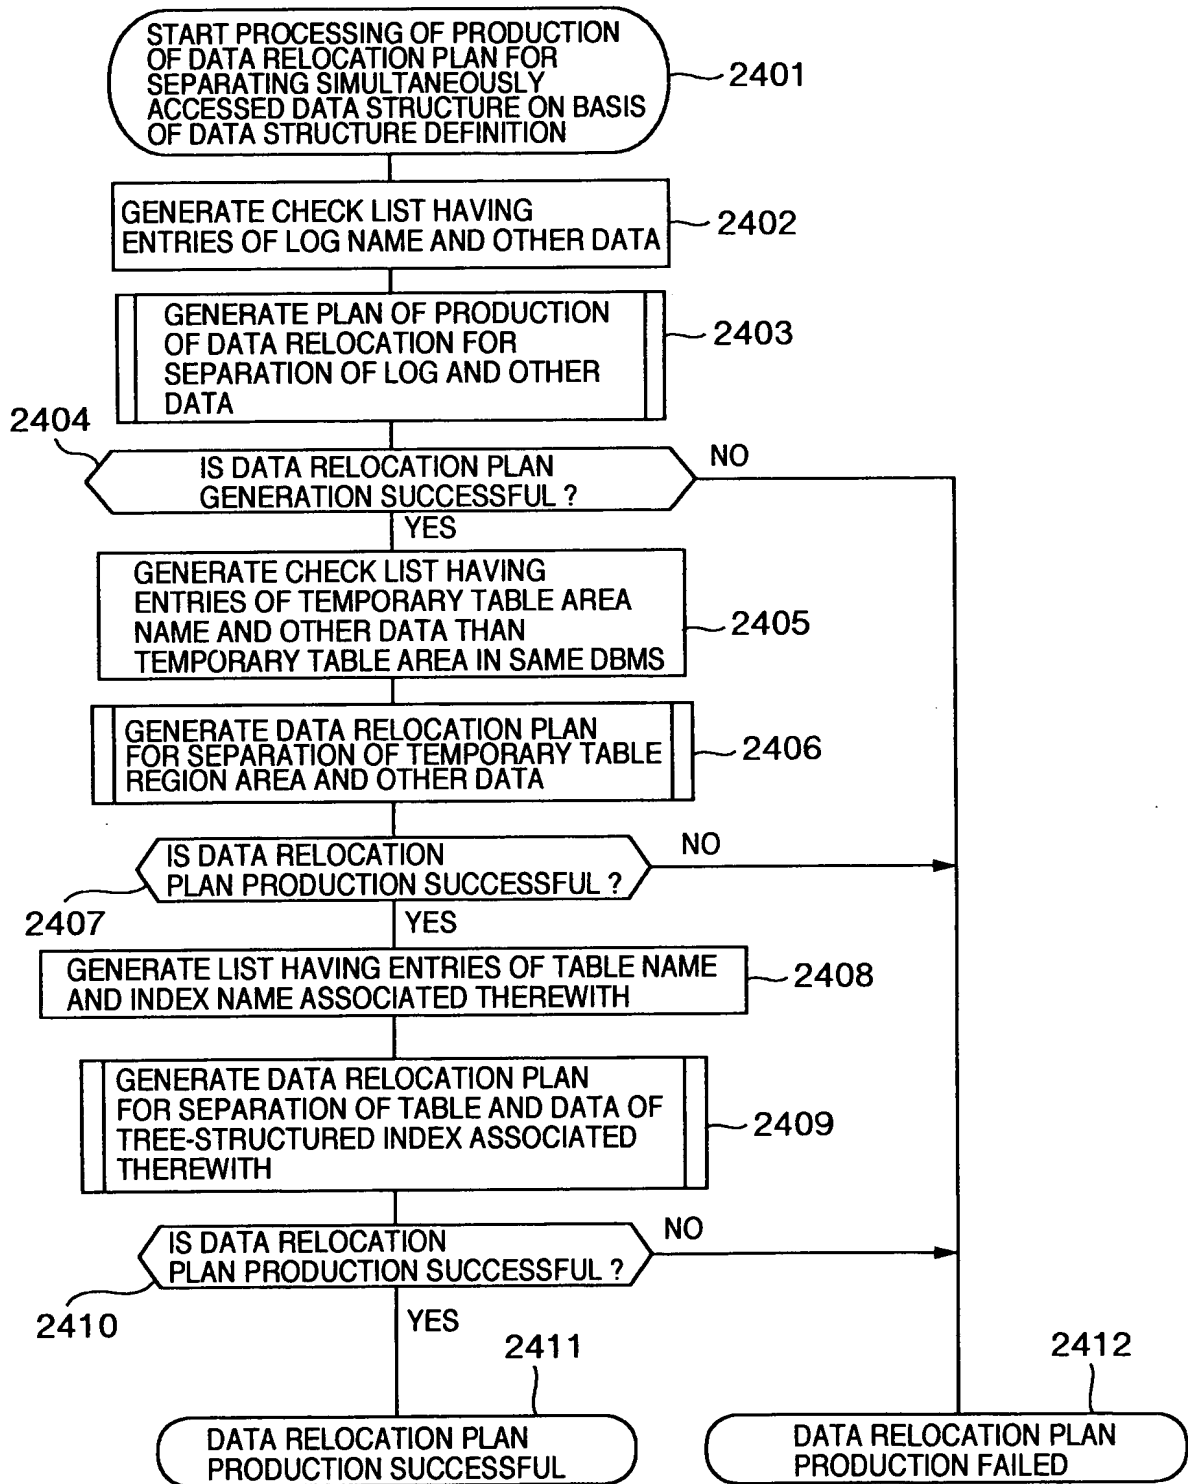 START PROCESSING OF PRODUCTION
OF DATA RELOCATION PLAN FOR
SEPARATING SIMULTANEOUSLY
ACCESSED DATA STRUCTURE ON BASIS
OF DATA STRUCTURE DEFINITION
2401
GENERATE CHECK LIST HAVING
ENTRIES OF LOG NAME AND OTHER DATA
2402
GENERATE PLAN OF PRODUCTION
OF DATA RELOCATION FOR
SEPARATION OF LOG AND OTHER
DATA
2403
2404
IS DATA RELOCATION PLAN
GENERATION SUCCESSFUL ?
NO
YES
GENERATE CHECK LIST HAVING
ENTRIES OF TEMPORARY TABLE AREA
NAME AND OTHER DATA THAN
TEMPORARY TABLE AREA IN SAME DBMS
2405
GENERATE DATA RELOCATION PLAN
FOR SEPARATION OF TEMPORARY TABLE
REGION AREA AND OTHER DATA
2406
IS DATA RELOCATION
PLAN PRODUCTION SUCCESSFUL ?
NO
2407
YES
GENERATE LIST HAVING ENTRIES OF TABLE NAME
AND INDEX NAME ASSOCIATED THEREWITH
2408
GENERATE DATA RELOCATION PLAN
FOR SEPARATION OF TABLE AND DATA OF
TREE-STRUCTURED INDEX ASSOCIATED
THEREWITH
2409
IS DATA RELOCATION
PLAN PRODUCTION SUCCESSFUL ?
NO
2410
YES
2411
DATA RELOCATION PLAN
PRODUCTION SUCCESSFUL
2412
DATA RELOCATION PLAN
PRODUCTION FAILED